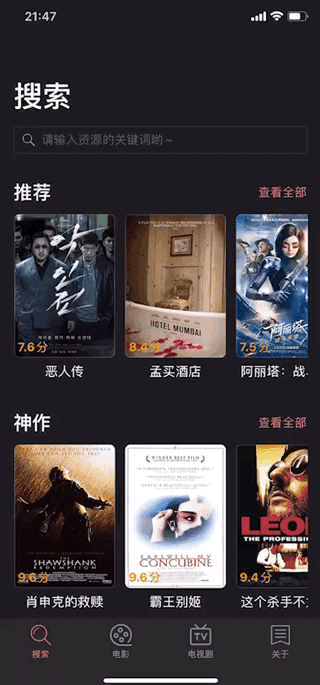 21:47
搜索
请输入资源的关键词哟~
推荐
查看全部
악인전
7.6分
HOTEL MUMBAI
8.4分
阿丽塔
7.5分
恶人传
孟买酒店
阿丽塔：战...
神作
查看全部
THE
SHAWSHANK
REDEMPTION
9.6分
WINNER BEST FILM
FAREWELL MY
CONCUBINE
9.6分
LEON
THE PROFESSIO
9.4分
肖申克的救赎
霸王别姬
这个杀手不太
搜索
电影
TV
电视剧
关于